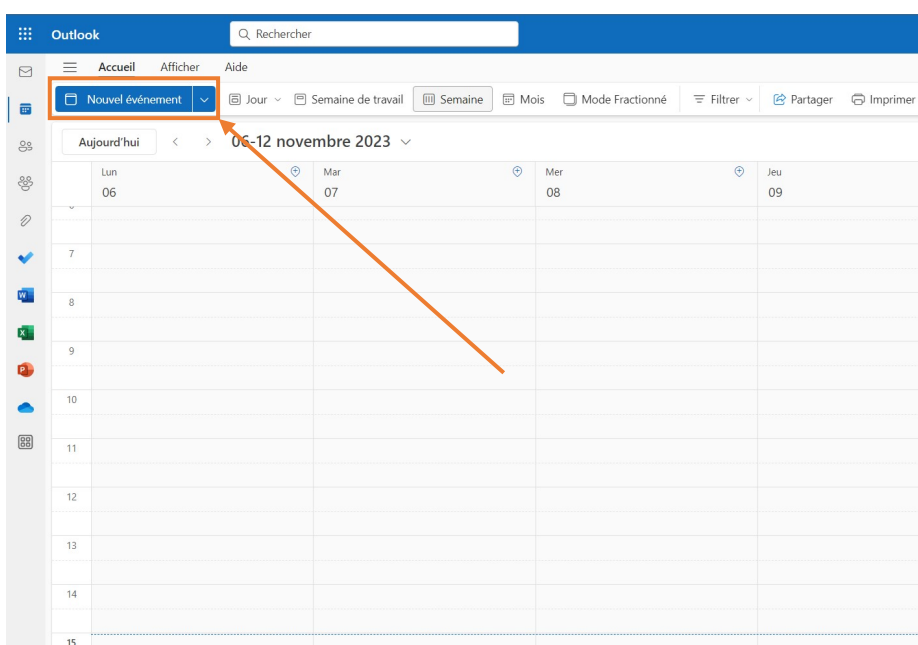 Outlook
Rechercher
Accueil Afficher Aide
Nouvel événement Jour Semaine de travail Semaine Mois Mode Fractionné Filtrer Partager Imprimer
Aujourd'hui 06-12 novembre 2023
Lun Mar Mer Jeu
06 07 08 09
7
8
9
10
11
12
13
14
15